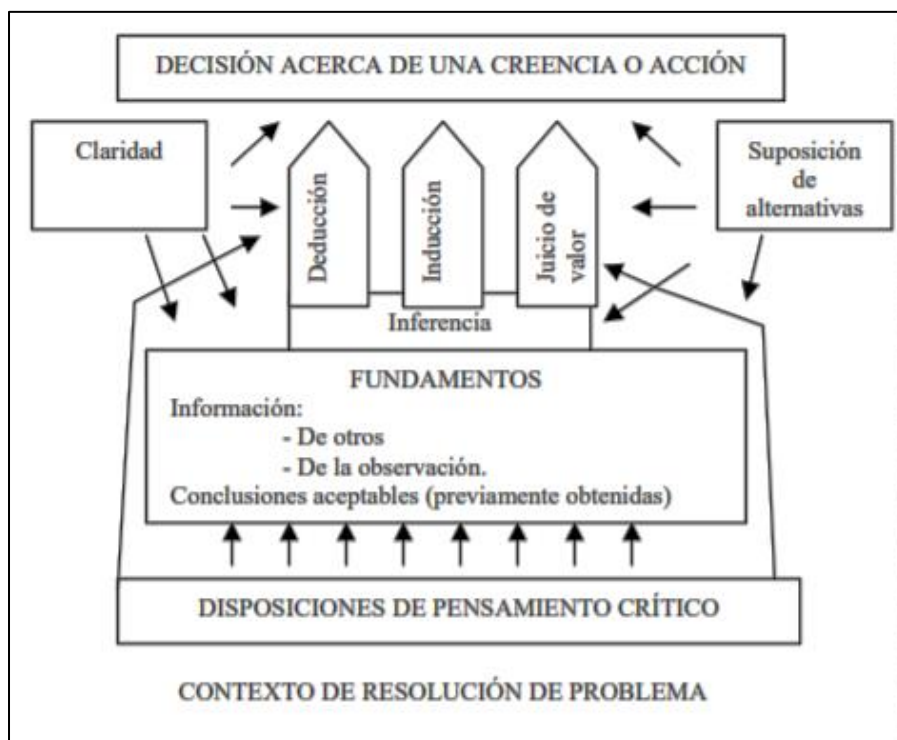 DECISIÓN ACERCA DE UNA CREENCIA O ACCIÓN
Claridad
Suposición
de
alternativas
Deducción
Inducción
Juicio de
valor
Inferencia
FUNDAMENTOS
Información:
- De otros
- De la observación.
Conclusiones aceptables (previamente obtenidas)
DISPOSICIONES DE PENSAMIENTO CRÍTICO
CONTEXTO DE RESOLUCIÓN DE PROBLEMA